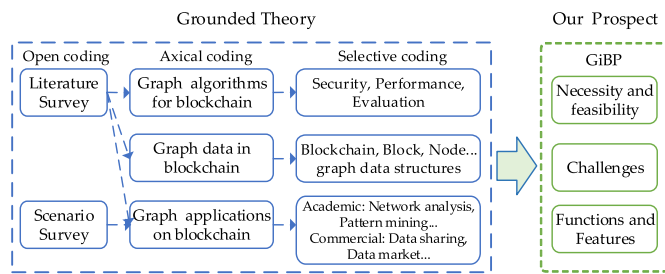 Grounded Theory
Our Prospect
Open coding
Axical coding
Selective coding
GiBP
Literature
Survey
Graph algorithms
for blockchain
Security, Performance,
Evaluation
Necessity and
feasibility
Graph data in
blockchain
Blockchain, Block, Node...
graph data structures
Challenges
Scenario
Survey
Graph applications
on blockchain
Academic: Network analysis,
Pattern mining...
Commercial: Data sharing,
Data market...
Functions and
Features